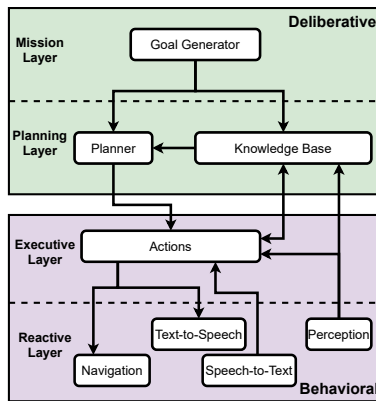 Deliberative
Mission
Layer
Goal Generator
Planning
Layer
Planner
Knowledge Base
Executive
Layer
Actions
Reactive
Layer
Text-to-Speech
Perception
Navigation
Speech-to-Text
Behavioral